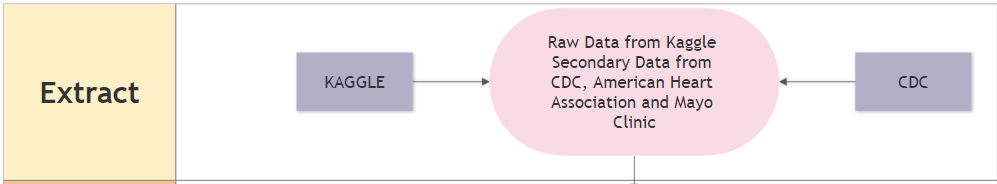 Extract
KAGGLE
Raw Data from Kaggle
Secondary Data from
CDC, American Heart
Association and Mayo
Clinic
CDC